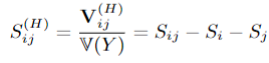 $S_{ij}^{(H)} = \frac{\mathbf{V}_{ij}^{(H)}}{\mathbb{V}(Y)} = S_{ij} - S_i - S_j$